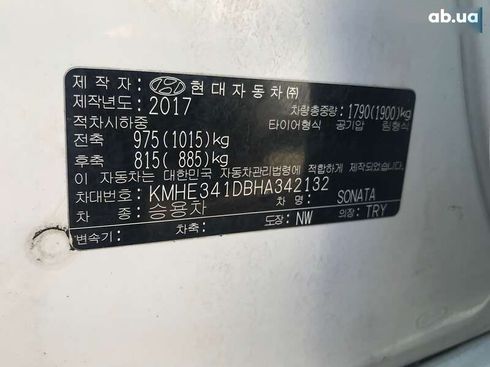 ab.ua
제 작 자 : HYUNDAI 현대자동차㈜
제작년도 : 2017 차량총중량: 1790(1900)kg
적차시하중 타이어형식 공기압 림형식
전축 975(1015)kg
후축 815( 885)kg
이 자동차는 대한민국 자동차관리법령에 적합하게 제작되었습니다.
차대번호: KMHE341DBHA342132
차 종: 승용차 차 명: SONATA
변속기: 차축: 도장: NW 의장: TRY